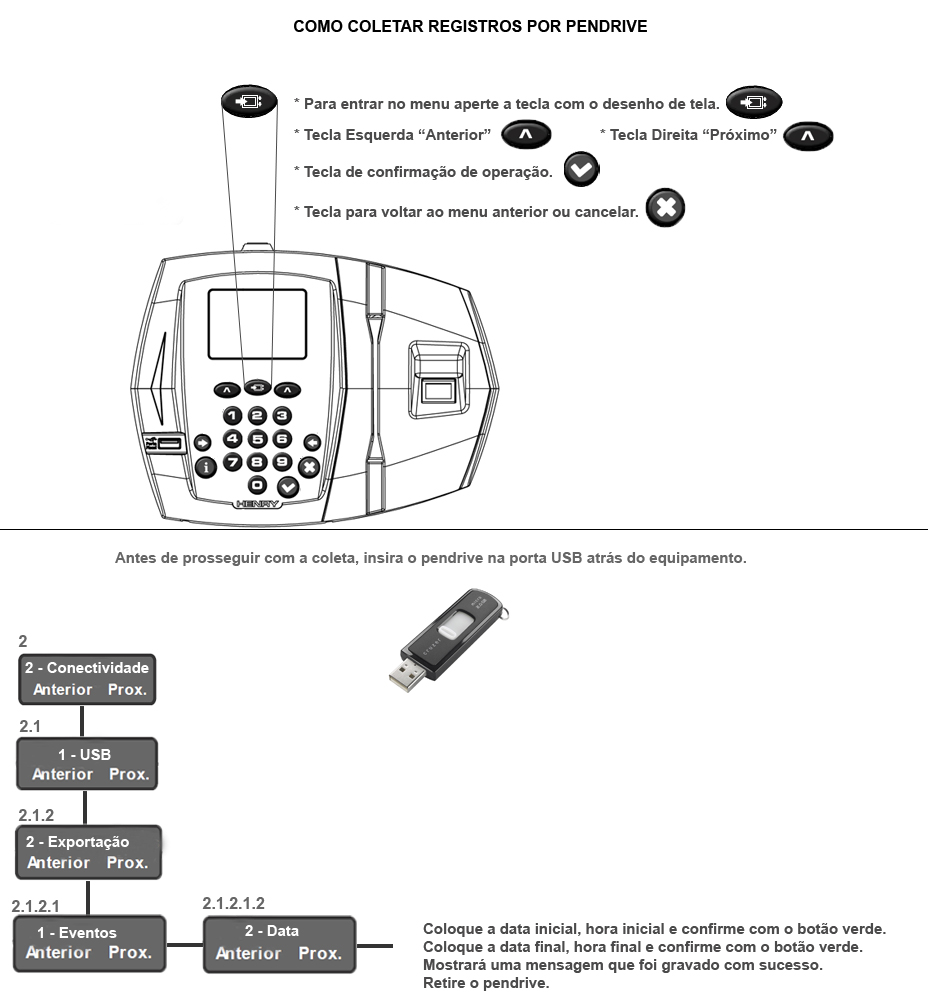 COMO COLETAR REGISTROS POR PENDRIVE
* Para entrar no menu aperte a tecla com o desenho de tela.
* Tecla Esquerda “Anterior”
* Tecla Direita “Próximo”
* Tecla de confirmação de operação.
* Tecla para voltar ao menu anterior ou cancelar.
1 2 3
4 5 6
i 7 8 9
0
HENRY
Antes de prosseguir com a coleta, insira o pendrive na porta USB atrás do equipamento.
2
2 - Conectividade
Anterior Prox.
2.1
1 - USB
Anterior Prox.
2.1.2
2 - Exportação
Anterior Prox.
2.1.2.1
1 - Eventos
Anterior Prox.
2.1.2.1.2
2 - Data
Anterior Prox.
Coloque a data inicial, hora inicial e confirme com o botão verde.
Coloque a data final, hora final e confirme com o botão verde.
Mostrará uma mensagem que foi gravado com sucesso.
Retire o pendrive.